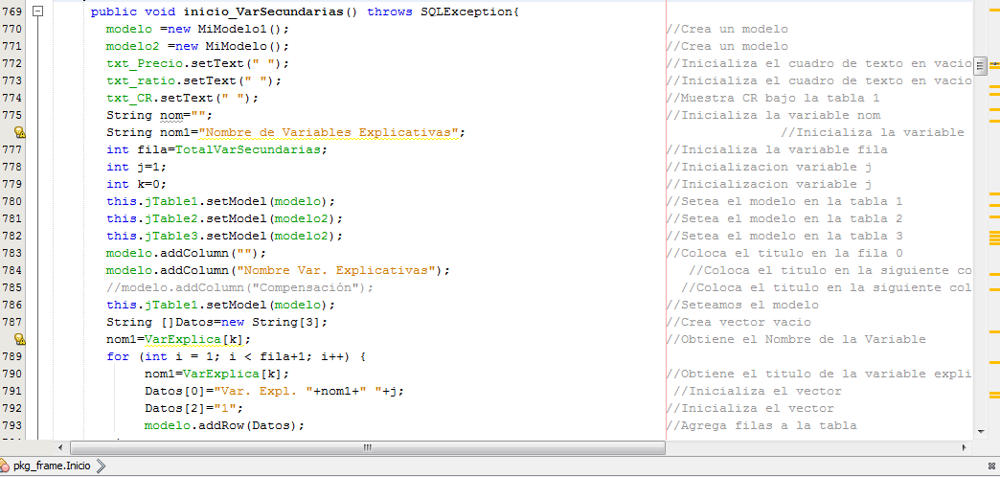 769 public void inicio_VarSecundarias() throws SQLException{
770 modelo =new MiModelo1(); //Crea un modelo
771 modelo2 =new MiModelo(); //Crea un modelo
772 txt_Precio.setText(" "); //Inicializa el cuadro de texto en vacio
773 txt_ratio.setText(" "); //Inicializa el cuadro de texto en vacio
774 txt_CR.setText(" "); //Muestra CR bajo la tabla 1
775 String nom=""; //Inicializa la variable nom
String nom1="Nombre de Variables Explicativas"; //Inicializa la variable
777 int fila=TotalVarSecundarias; //Inicializa la variable fila
778 int j=1; //Inicializacion variable j
779 int k=0; //Inicializacion variable j
780 this.jTable1.setModel(modelo); //Setea el modelo en la tabla 1
781 this.jTable2.setModel(modelo2); //Setea el modelo en la tabla 2
782 this.jTable3.setModel(modelo2); //Setea el modelo en la tabla 3
783 modelo.addColumn(""); //Coloca el titulo en la fila 0
784 modelo.addColumn("Nombre Var. Explicativas"); //Coloca el titulo en la siguiente co
785 //modelo.addColumn("Compensación"); //Coloca el titulo en la siguiente col
786 this.jTable1.setModel(modelo); //Seteamos el modelo
787 String []Datos=new String[3]; //Crea vector vacio
nom1=VarExplica[k]; //Obtiene el Nombre de la Variable
789 for (int i = 1; i < fila+1; i++) {
790 nom1=VarExplica[k]; //Obtiene el titulo de la variable expli
791 Datos[0]="Var. Expl. "+nom1+" "+j; //Inicializa el vector
792 Datos[2]="1"; //Inicializa el vector
793 modelo.addRow(Datos); //Agrega filas a la tabla
pkg_frame.Inicio